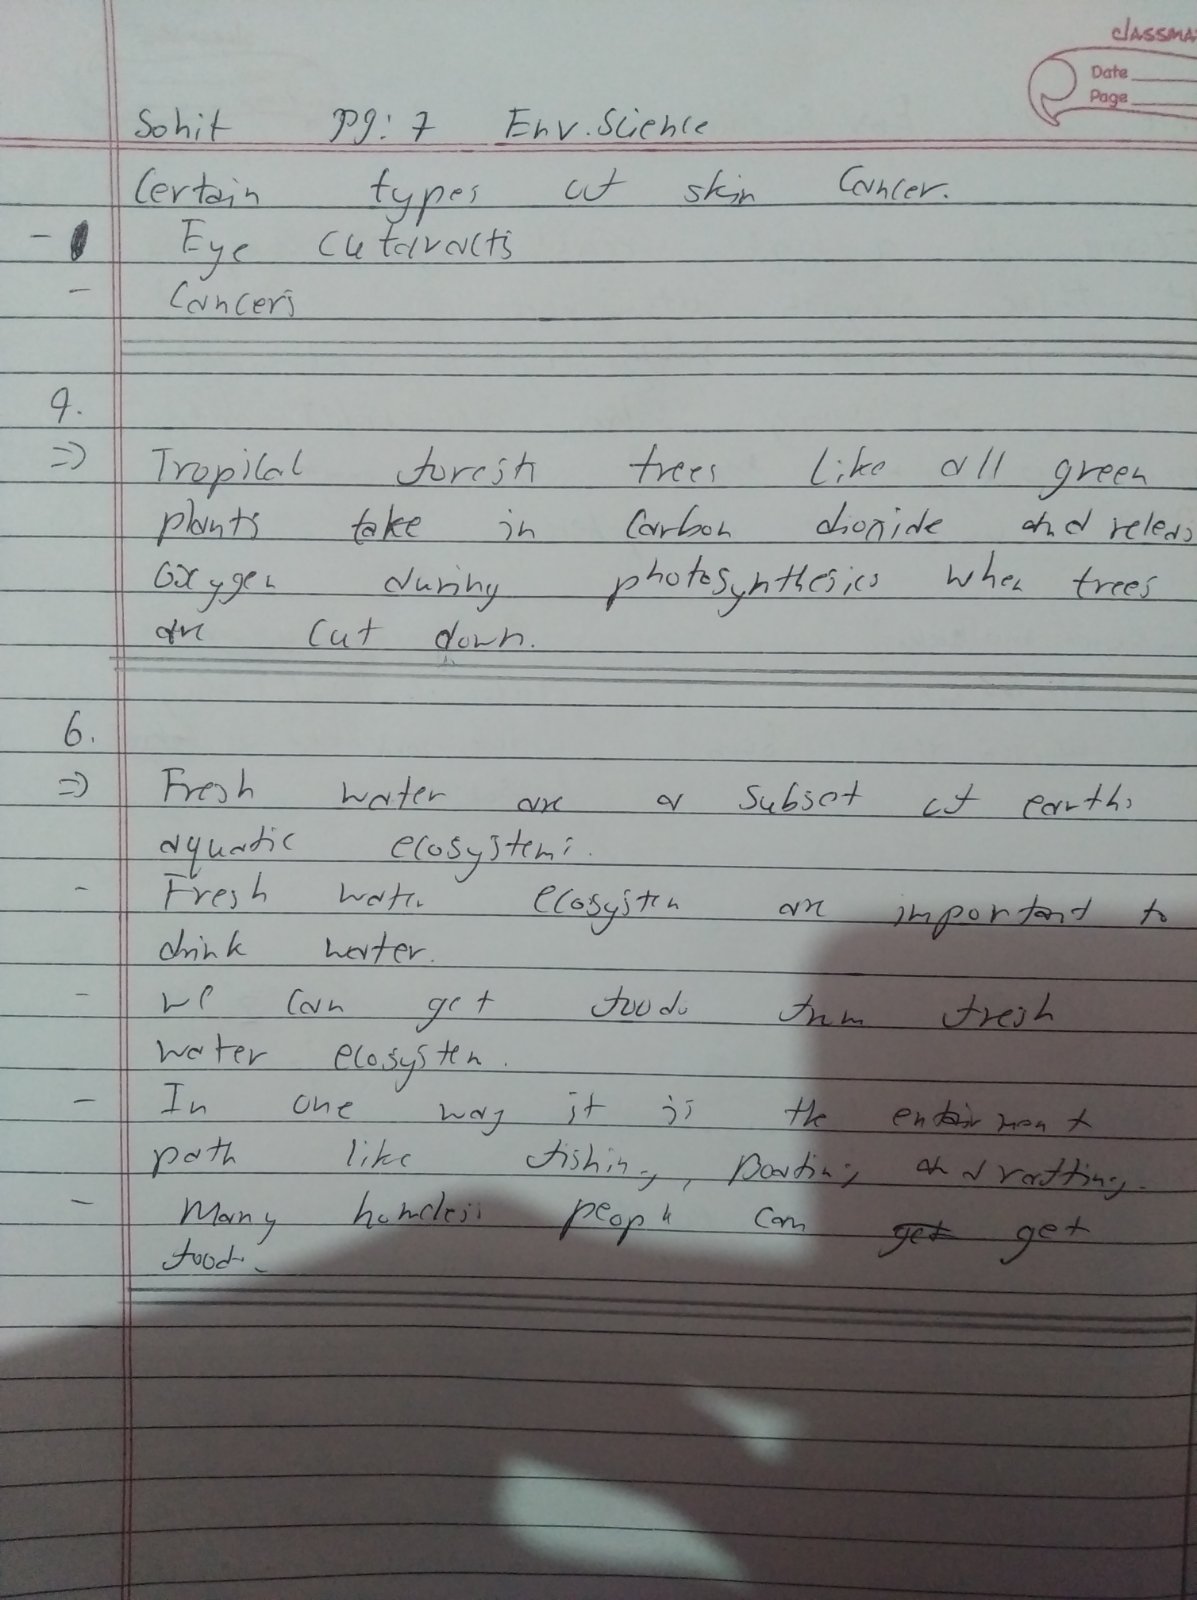 classma
Date
Page
Sohit pg: 7 Env. Science
Certain types of skin Cancer.
- Eye cutaracts
- Cancers
9.
=> Tropical forest trees like all green
plants take in Carbon dioxide and releas
oxygen during photosynthesics when trees
are cut down.
6.
=> Fresh water are a subset of earths
aquatic ecosystems.
- Fresh water ecosystem are important to
drink water.
- we can get foods from fresh
water ecosystem.
- In one way it is the
path like fishing, boating and rafting.
- Many homeless people can get get
food.